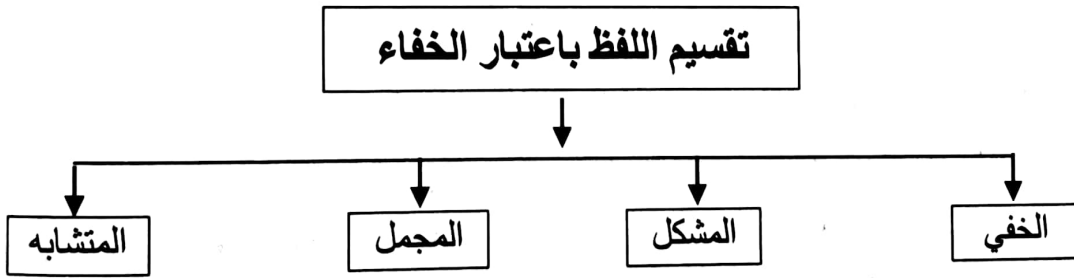 تقسيم اللفظ باعتبار الخفاء
الخفي
المشكل
المجمل
المتشابه